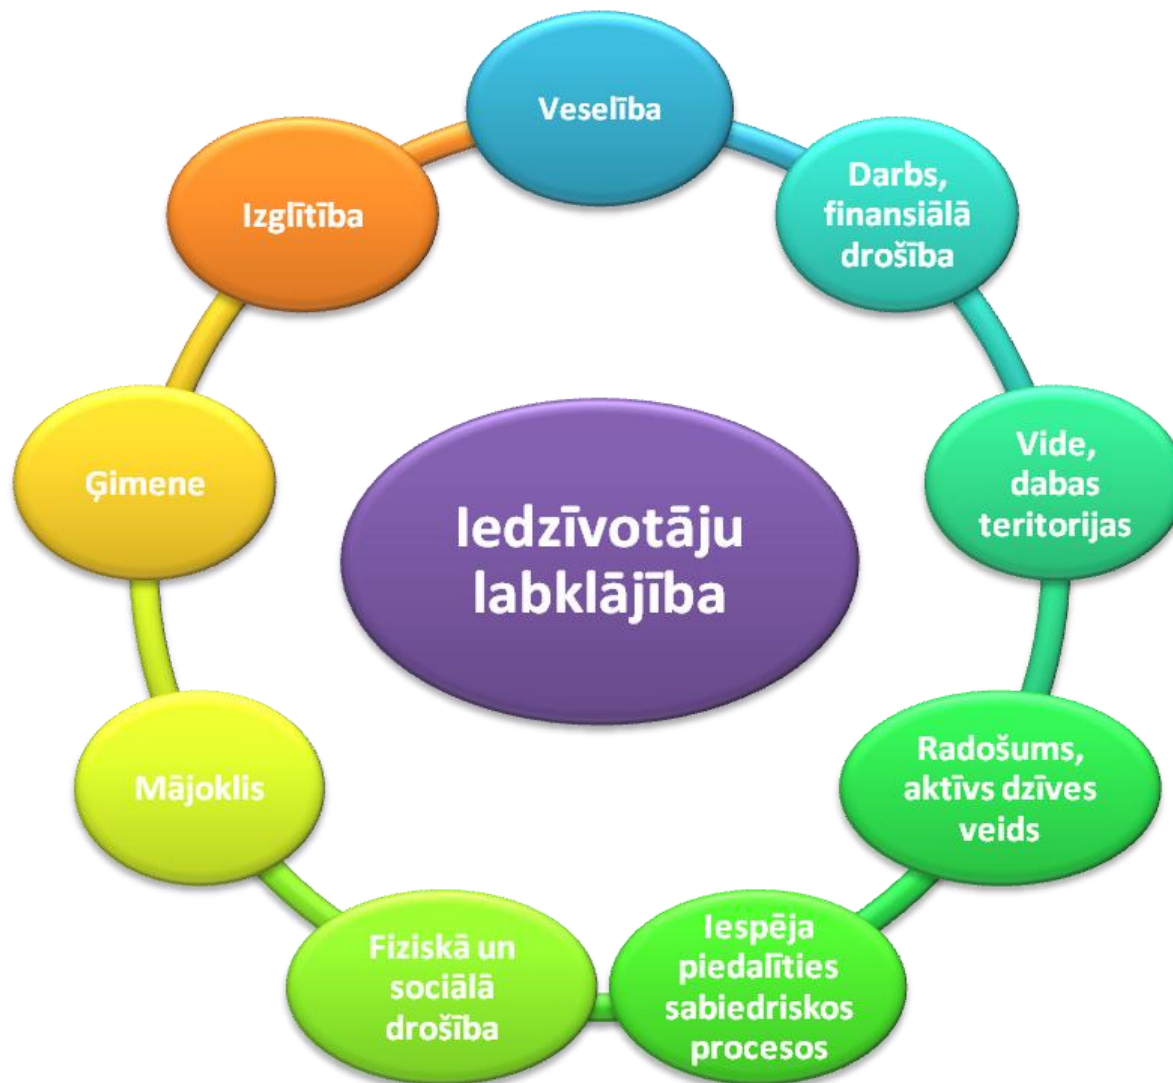 Veselība
Darbs,
finansiālā
drošība
Vide,
dabas
teritorijas
Radošums,
aktīvs dzīves
veids
Iespēja
piedalīties
sabiedriskos
procesos
Fiziskā un
sociālā
drošība
Mājoklis
Ģimene
Izglītība
Iedzīvotāju
labklājība